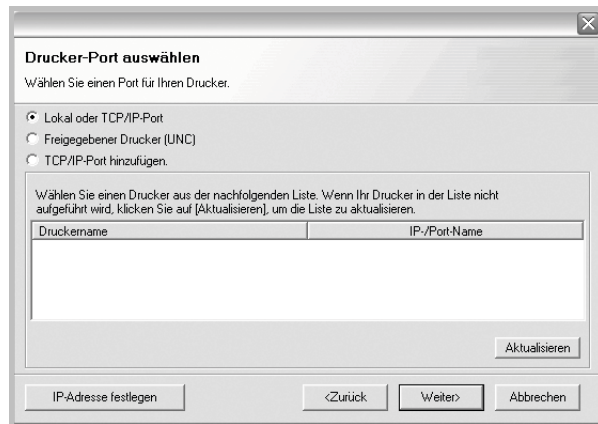 Drucker-Port auswählen
Wählen Sie einen Port für Ihren Drucker.
Lokal oder TCP/IP-Port
Freigegebener Drucker (UNC)
TCP/IP-Port hinzufügen.
Wählen Sie einen Drucker aus der nachfolgenden Liste. Wenn Ihr Drucker in der Liste nicht
aufgeführt wird, klicken Sie auf [Aktualisieren], um die Liste zu aktualisieren.
Druckername IP-/Port-Name
Aktualisieren
IP-Adresse festlegen <Zurück Weiter> Abbrechen